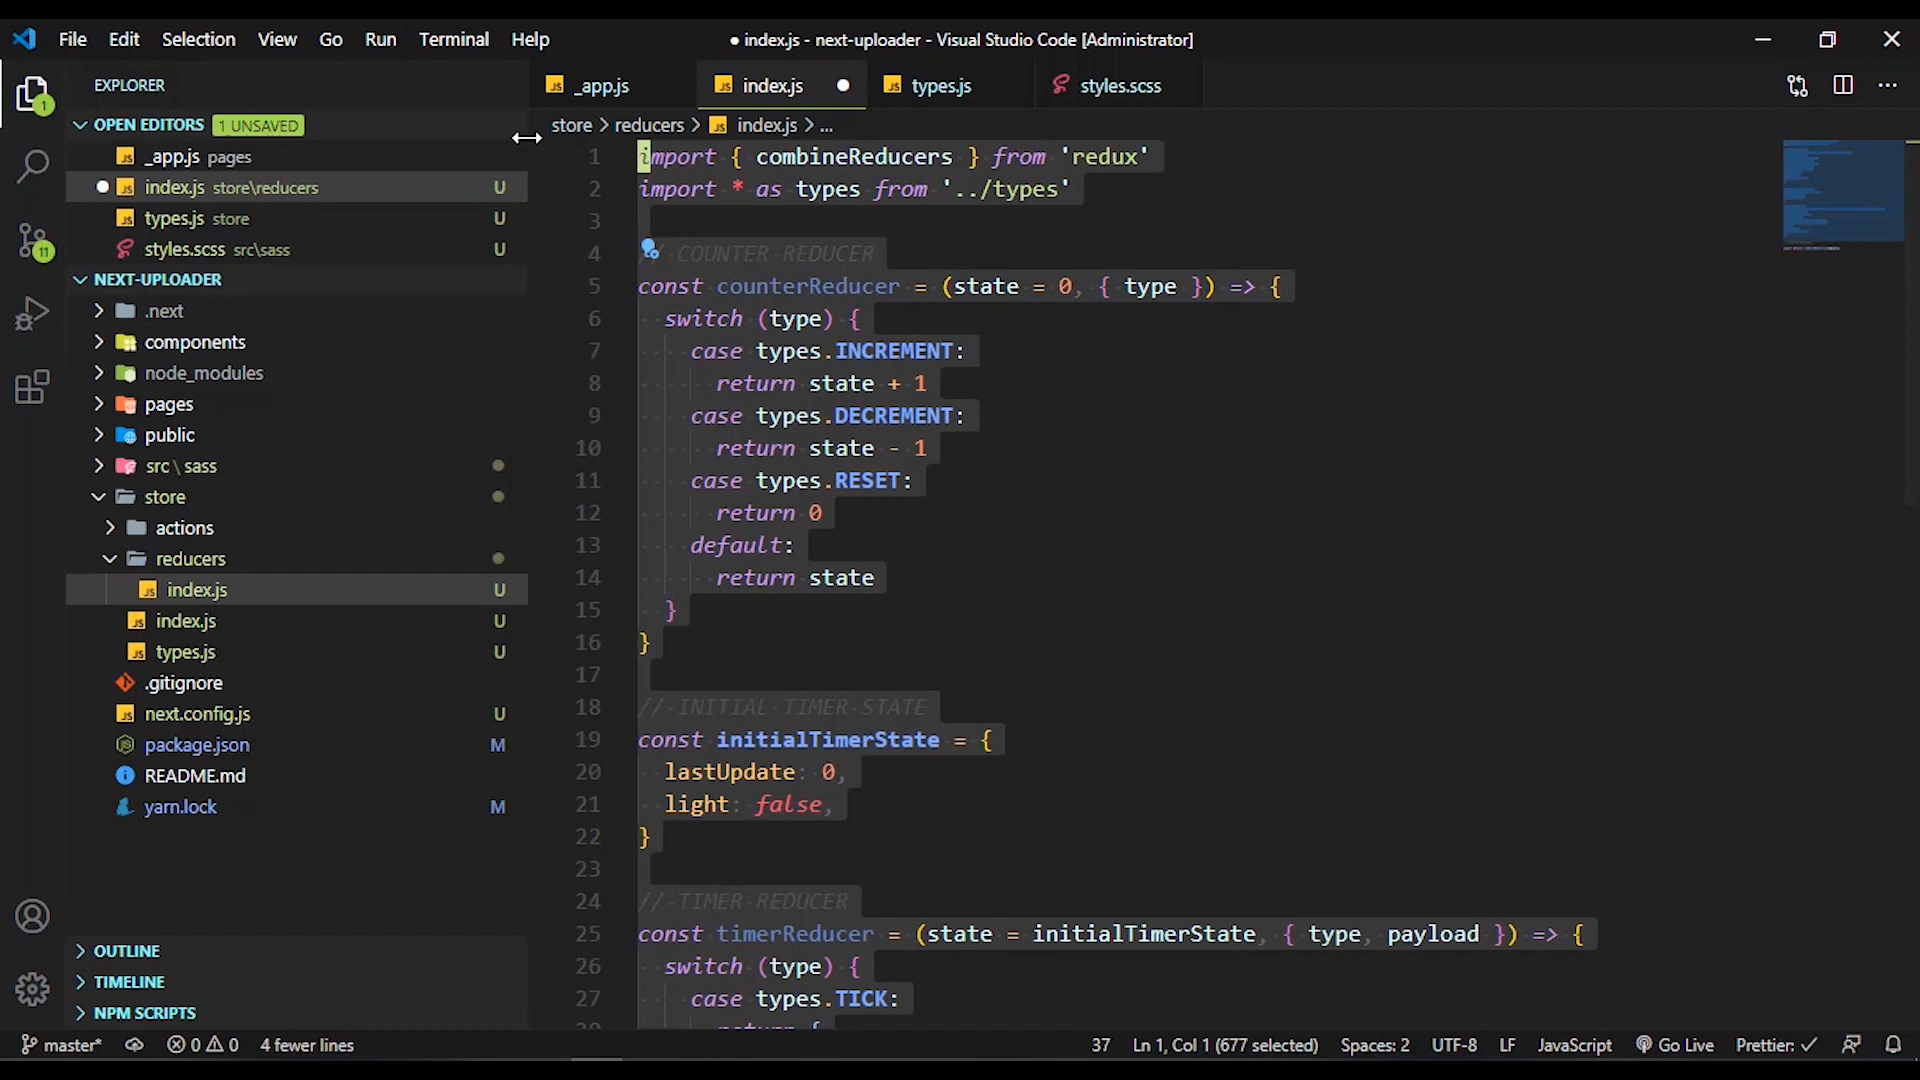 File Edit Selection View Go Run Terminal Help
● index.js - next-uploader - Visual Studio Code [Administrator]
EXPLORER
_app.js
index.js
types.js
styles.scss
OPEN EDITORS 1 UNSAVED
_app.js pages
index.js store\reducers U
types.js store U
styles.scss src\sass U
NEXT-UPLOADER
.next
components
node_modules
pages
public
src \ sass
store
actions
reducers
index.js U
index.js U
types.js U
.gitignore
next.config.js U
package.json M
README.md
yarn.lock M
OUTLINE
TIMELINE
NPM SCRIPTS
1
11
store > reducers > index.js > ...
1 import { combineReducers } from 'redux'
2 import * as types from '../types'
3
4 // COUNTER REDUCER
5 const counterReducer = (state = 0, { type }) => {
6 switch (type) {
7 case types.INCREMENT:
8 return state + 1
9 case types.DECREMENT:
10 return state - 1
11 case types.RESET:
12 return 0
13 default:
14 return state
15 }
16 }
17
18 // INITIAL TIMER STATE
19 const initialTimerState = {
20 lastUpdate: 0,
21 light: false,
22 }
23
24 // TIMER REDUCER
25 const timerReducer = (state = initialTimerState, { type, payload }) => {
26 switch (type) {
27 case types.TICK:
28 return {
master* 0 0 4 fewer lines
37 Ln 1, Col 1 (677 selected) Spaces: 2 UTF-8 LF JavaScript Go Live Prettier: ✓